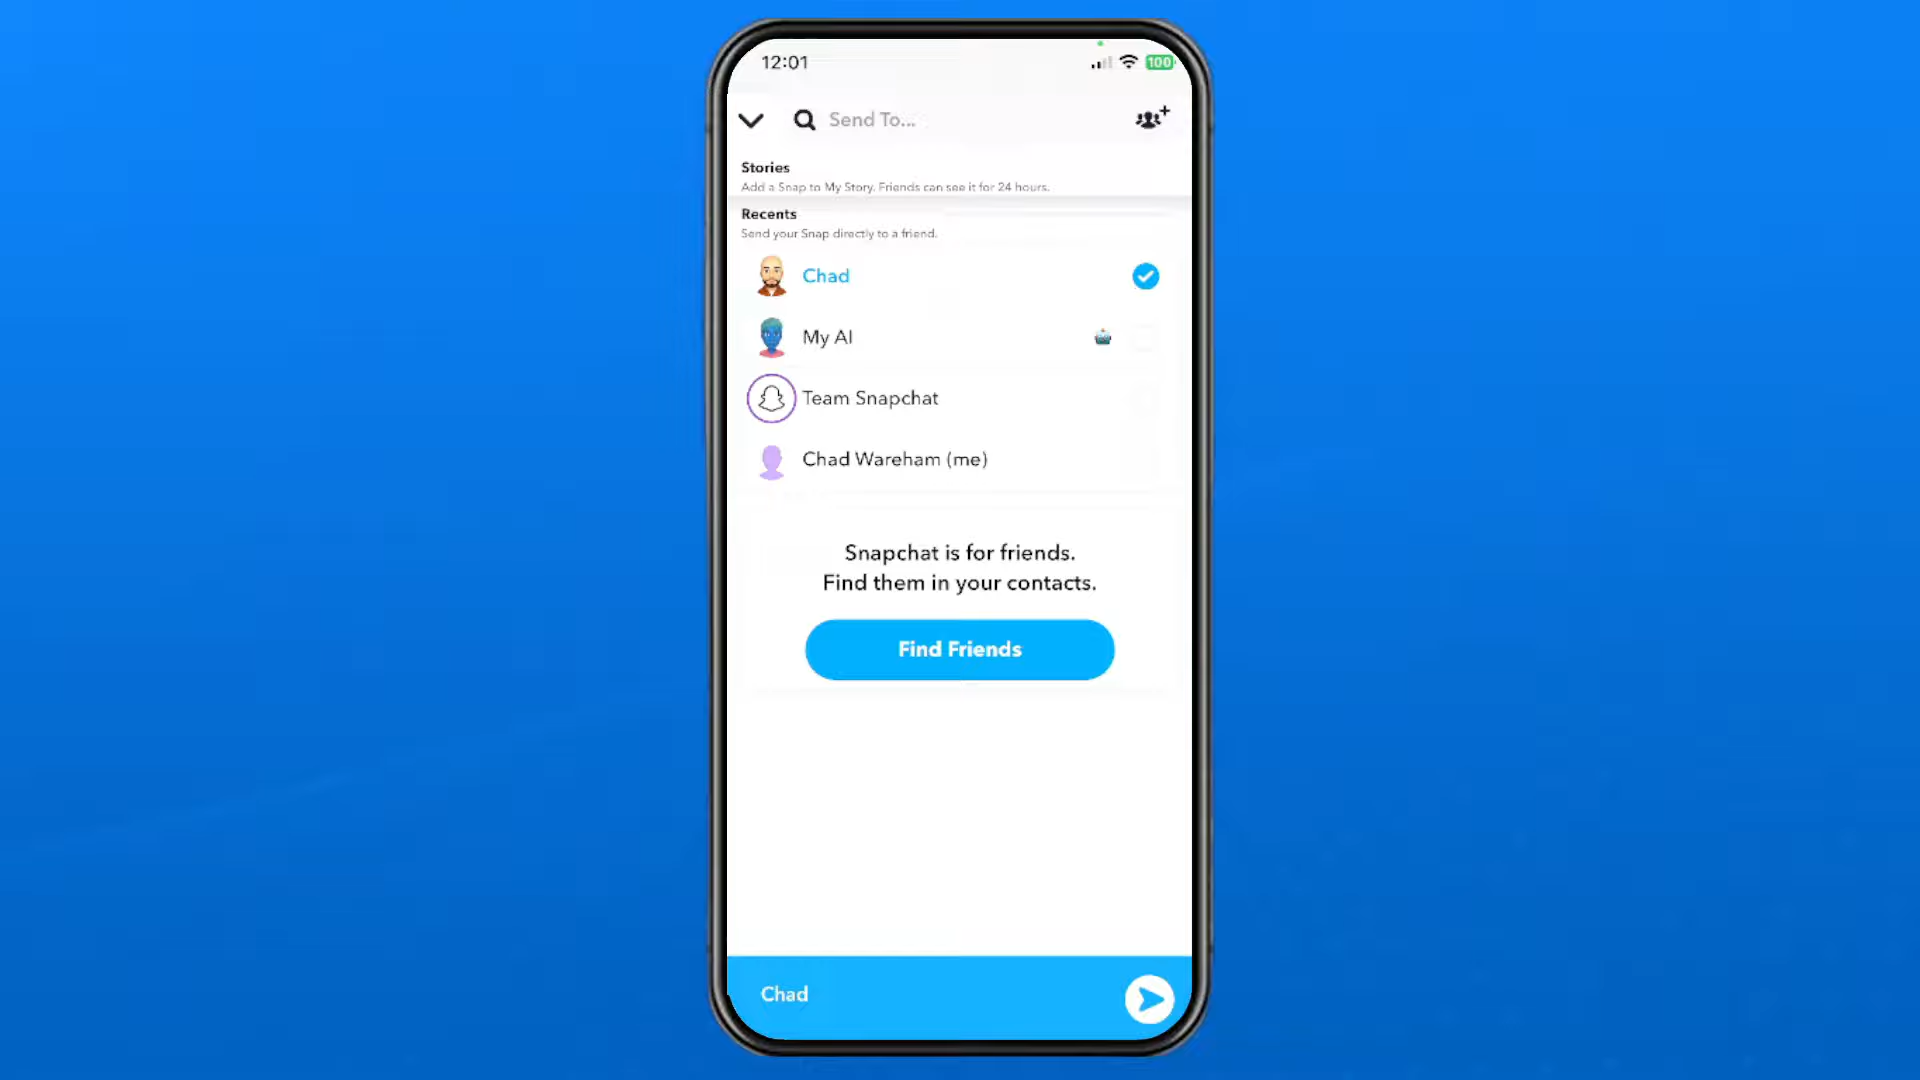 12:01
100
Send To...
Stories
Add a Snap to My Story. Friends can see it for 24 hours.
Recents
Send your Snap directly to a friend.
Chad
My AI
Team Snapchat
Chad Wareham (me)
Snapchat is for friends.
Find them in your contacts.
Find Friends
Chad